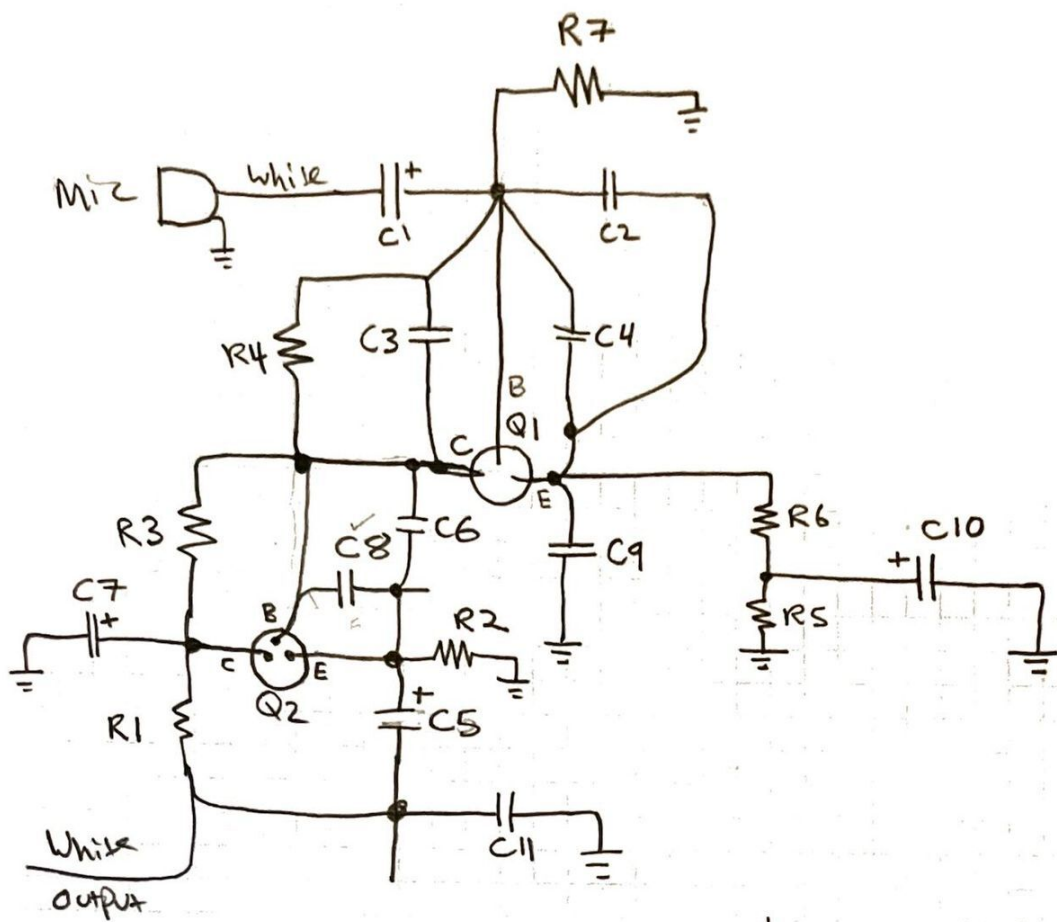 R7
Mic
White
+
C1
C2
R4
C3
C4
B
Q1
C
E
R3
C6
C8
C9
R6
C10
+
C7
+
B
R2
R5
C
E
Q2
+
C5
R1
C11
White
Output